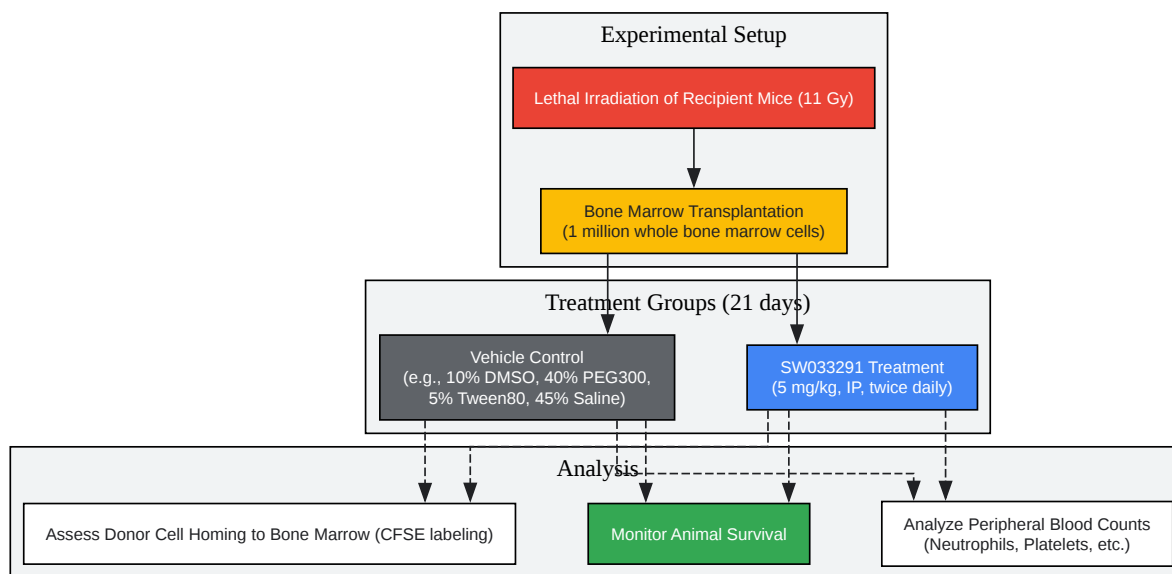 Experimental Setup
Lethal Irradiation of Recipient Mice (11 Gy)
Bone Marrow Transplantation
(1 million whole bone marrow cells)
Treatment Groups (21 days)
Vehicle Control
(e.g., 10% DMSO, 40% PEG300,
5% Tween80, 45% Saline)
SW033291 Treatment
(5 mg/kg, IP, twice daily)
Analysis
Assess Donor Cell Homing to Bone Marrow (CFSE labeling)
Monitor Animal Survival
Analyze Peripheral Blood Counts
(Neutrophils, Platelets, etc.)